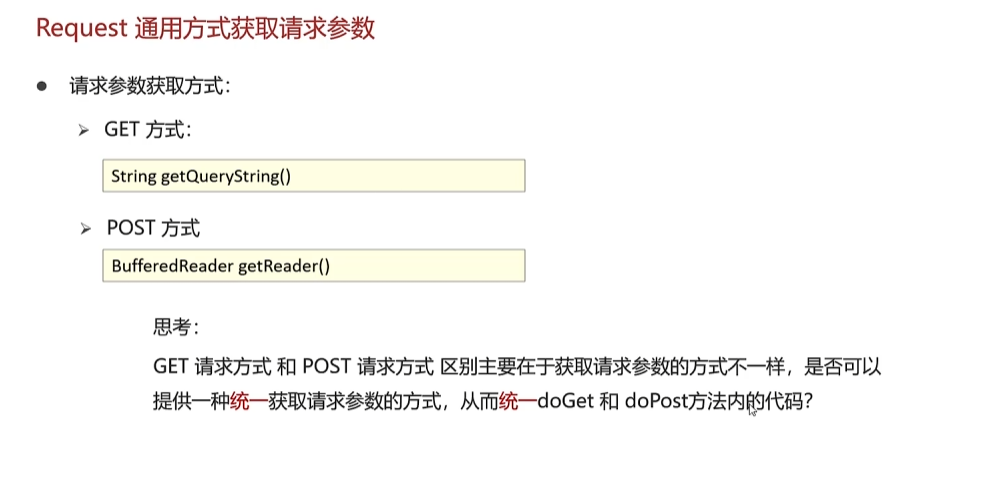 Request 通用方式获取请求参数
● 请求参数获取方式：
➢ GET 方式：
String getQueryString()
➢ POST 方式
BufferedReader getReader()
思考：
GET 请求方式 和 POST 请求方式 区别主要在于获取请求参数的方式不一样，是否可以
提供一种统一获取请求参数的方式，从而统一doGet 和 doPost方法内的代码？